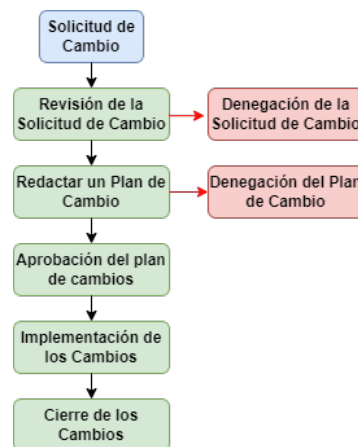 Solicitud de
Cambio
Revisión de la
Solicitud de Cambio
Denegación de la
Solicitud de Cambio
Redactar un Plan de
Cambio
Denegación del Plan
de Cambio
Aprobación del plan
de cambios
Implementación de
los Cambios
Cierre de los
Cambios